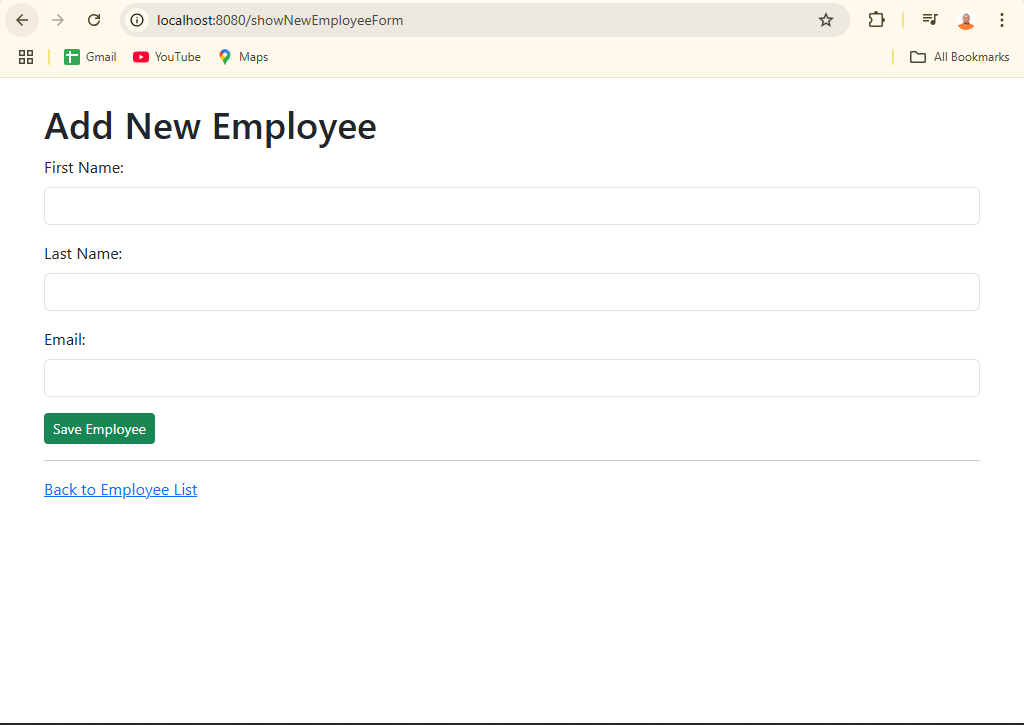 localhost:8080/showNewEmployeeForm
Gmail YouTube Maps All Bookmarks
Add New Employee
First Name:
Last Name:
Email:
Save Employee
Back to Employee List